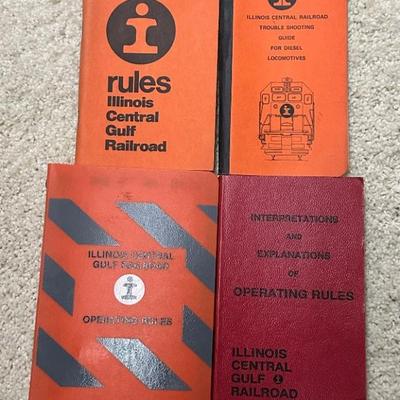 i
rules
Illinois
Central
Gulf
Railroad
ILLINOIS CENTRAL RAILROAD
TROUBLE SHOOTING
GUIDE
FOR DIESEL
LOCOMOTIVES
ILLINOIS CENTRAL
GULF RAILROAD
i
OPERATING RULES
INTERPRETATIONS
AND
EXPLANATIONS
OF
OPERATING RULES
ILLINOIS
CENTRAL
GULF i
RAILROAD